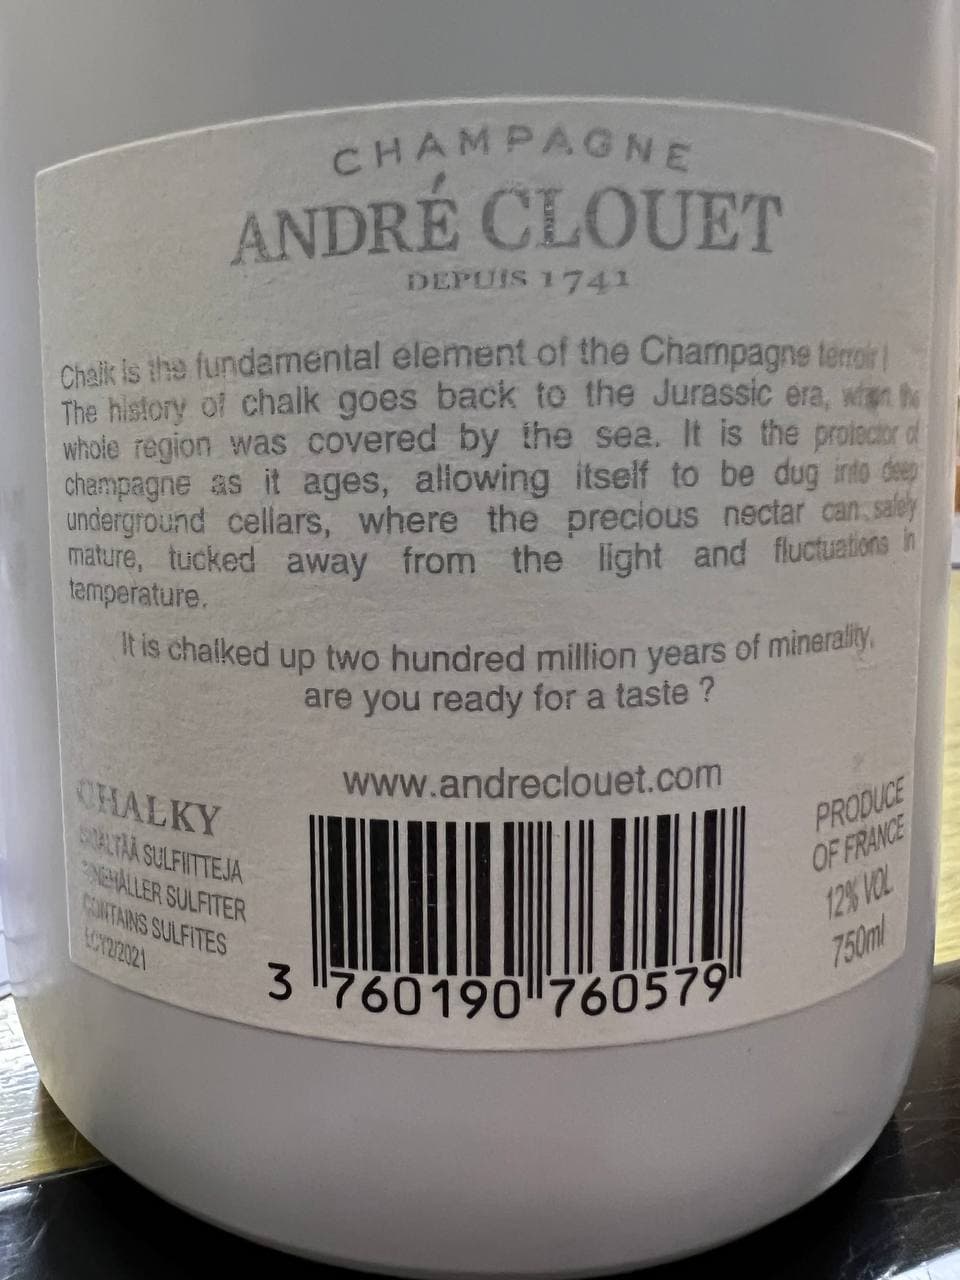 CHAMPAGNE
ANDRÉ CLOUET
DEPUIS 1741
Chalk is the fundamental element of the Champagne terroir !
The history of chalk goes back to the Jurassic era, when the
whole region was covered by the sea. It is the protector of
champagne as it ages, allowing itself to be dug into deep
underground cellars, where the precious nectar can safely
mature, tucked away from the light and fluctuations in
temperature.
It is chalked up two hundred million years of minerality,
are you ready for a taste ?
www.andreclouet.com
CHALKY
SISÄLTÄÄ SULFIITTEJA
INNEHÅLLER SULFITER
CONTAINS SULFITES
PRODUCE
OF FRANCE
12% VOL
750ml
3 760190 760579